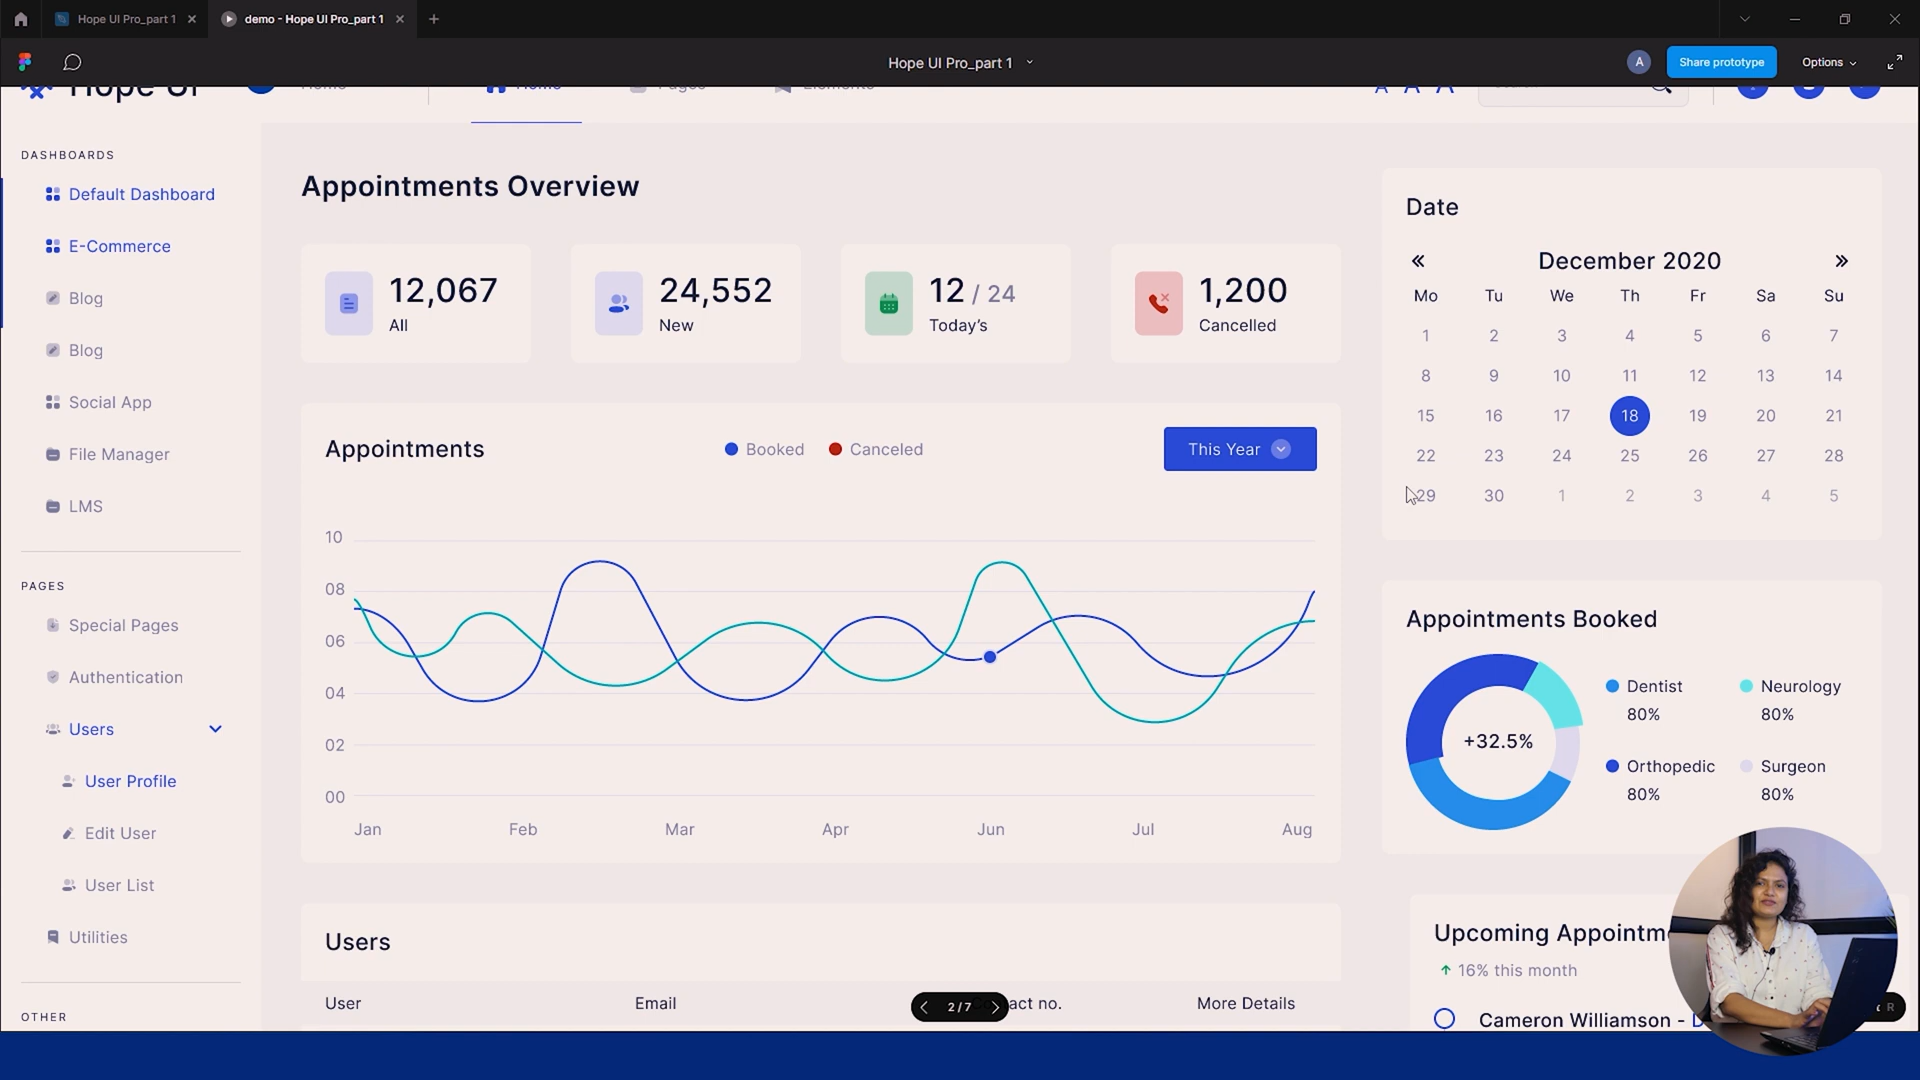 Hope UI Pro_part 1
demo - Hope UI Pro_part 1
Hope UI Pro_part 1
A
Share prototype
Options
Hope UI
Home
Home
Pages
Elements
A A A
DASHBOARDS
Default Dashboard
E-Commerce
Blog
Blog
Social App
File Manager
LMS
PAGES
Special Pages
Authentication
Users
User Profile
Edit User
User List
Utilities
OTHER
Appointments Overview
12,067
All
24,552
New
12 / 24
Today’s
1,200
Cancelled
Appointments
Booked
Canceled
This Year
10
08
06
04
02
00
Jan Feb Mar Apr Jun Jul Aug
Users
User Email act no. More Details
2 / 7
Date
December 2020
Mo Tu We Th Fr Sa Su
1 2 3 4 5 6 7
8 9 10 11 12 13 14
15 16 17 18 19 20 21
22 23 24 25 26 27 28
29 30 1 2 3 4 5
Appointments Booked
+32.5%
Dentist
80%
Neurology
80%
Orthopedic
80%
Surgeon
80%
Upcoming Appointm
16% this month
Cameron Williamson - D
R